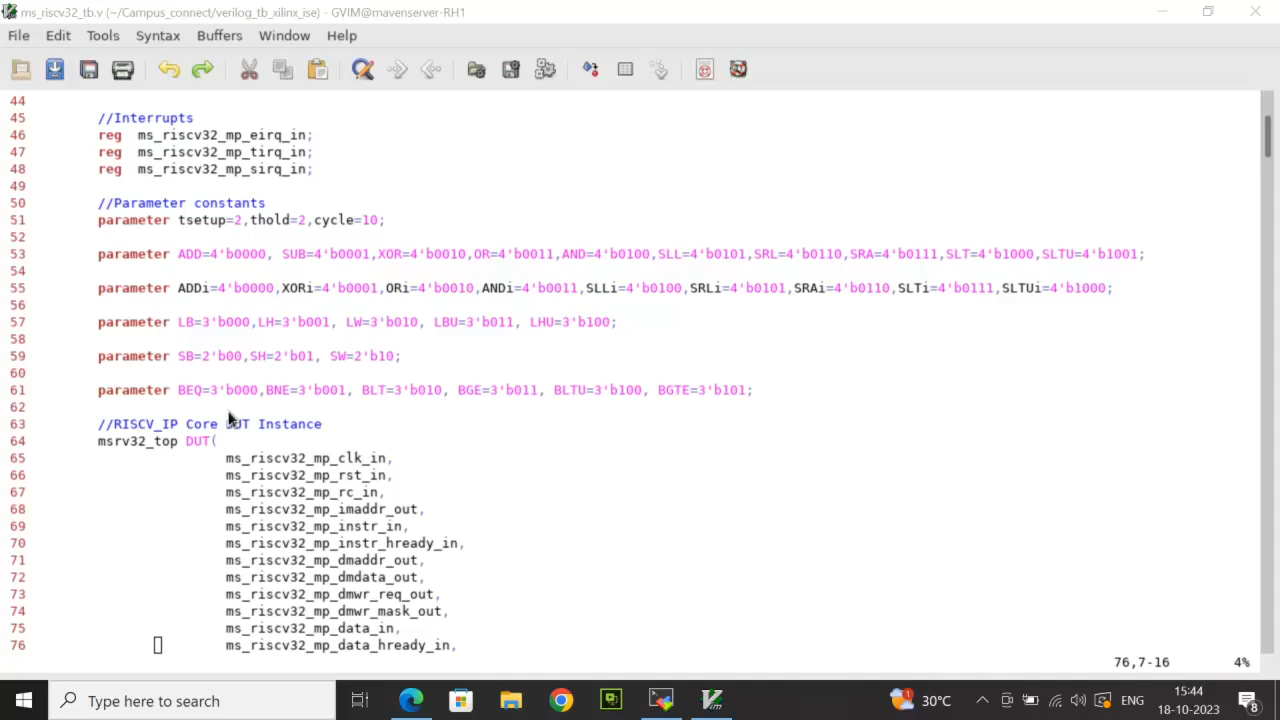 ms_riscv32_tb.v (~/Campus_connect/verilog_tb_xilinx_ise) - GVIM@mavenserver-RH1
File Edit Tools Syntax Buffers Window Help
44
45 //Interrupts
46 reg ms_riscv32_mp_eirq_in;
47 reg ms_riscv32_mp_tirq_in;
48 reg ms_riscv32_mp_sirq_in;
49
50 //Parameter constants
51 parameter tsetup=2,thold=2,cycle=10;
52
53 parameter ADD=4'b0000, SUB=4'b0001,XOR=4'b0010,OR=4'b0011,AND=4'b0100,SLL=4'b0101,SRL=4'b0110,SRA=4'b0111,SLT=4'b1000,SLTU=4'b1001;
54
55 parameter ADDi=4'b0000,XORi=4'b0001,ORi=4'b0010,ANDi=4'b0011,SLLi=4'b0100,SRLi=4'b0101,SRAi=4'b0110,SLTi=4'b0111,SLTUi=4'b1000;
56
57 parameter LB=3'b000,LH=3'b001, LW=3'b010, LBU=3'b011, LHU=3'b100;
58
59 parameter SB=2'b00,SH=2'b01, SW=2'b10;
60
61 parameter BEQ=3'b000,BNE=3'b001, BLT=3'b010, BGE=3'b011, BLTU=3'b100, BGTE=3'b101;
62
63 //RISCV_IP Core DUT Instance
64 msrv32_top DUT(
65 ms_riscv32_mp_clk_in,
66 ms_riscv32_mp_rst_in,
67 ms_riscv32_mp_rc_in,
68 ms_riscv32_mp_imaddr_out,
69 ms_riscv32_mp_instr_in,
70 ms_riscv32_mp_instr_hready_in,
71 ms_riscv32_mp_dmaddr_out,
72 ms_riscv32_mp_dmdata_out,
73 ms_riscv32_mp_dmwr_req_out,
74 ms_riscv32_mp_dmwr_mask_out,
75 ms_riscv32_mp_data_in,
76 ms_riscv32_mp_data_hready_in,
76,7-16 4%
Type here to search
1
30°C
ENG
15:44
18-10-2023
8